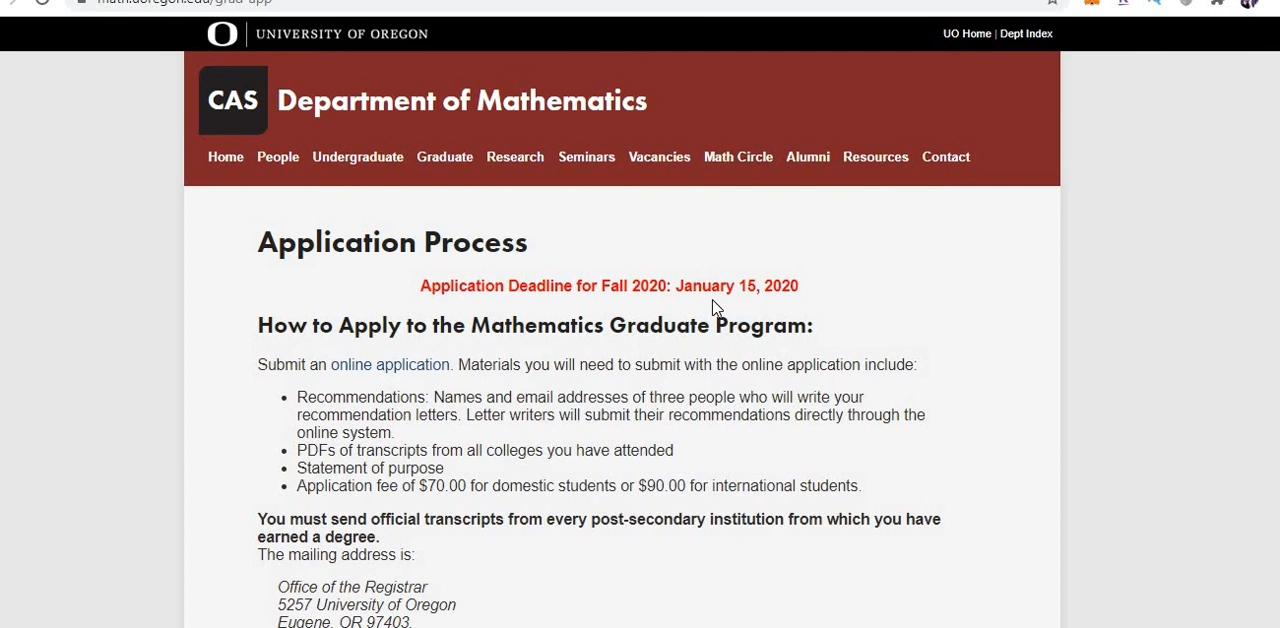 math.uoregon.edu/grad-app
UNIVERSITY OF OREGON
UO Home | Dept Index
CAS Department of Mathematics
Home People Undergraduate Graduate Research Seminars Vacancies Math Circle Alumni Resources Contact
Application Process
Application Deadline for Fall 2020: January 15, 2020
How to Apply to the Mathematics Graduate Program:
Submit an online application. Materials you will need to submit with the online application include:
• Recommendations: Names and email addresses of three people who will write your
recommendation letters. Letter writers will submit their recommendations directly through the
online system.
• PDFs of transcripts from all colleges you have attended
• Statement of purpose
• Application fee of $70.00 for domestic students or $90.00 for international students.
You must send official transcripts from every post-secondary institution from which you have
earned a degree.
The mailing address is:
Office of the Registrar
5257 University of Oregon
Eugene, OR 97403.